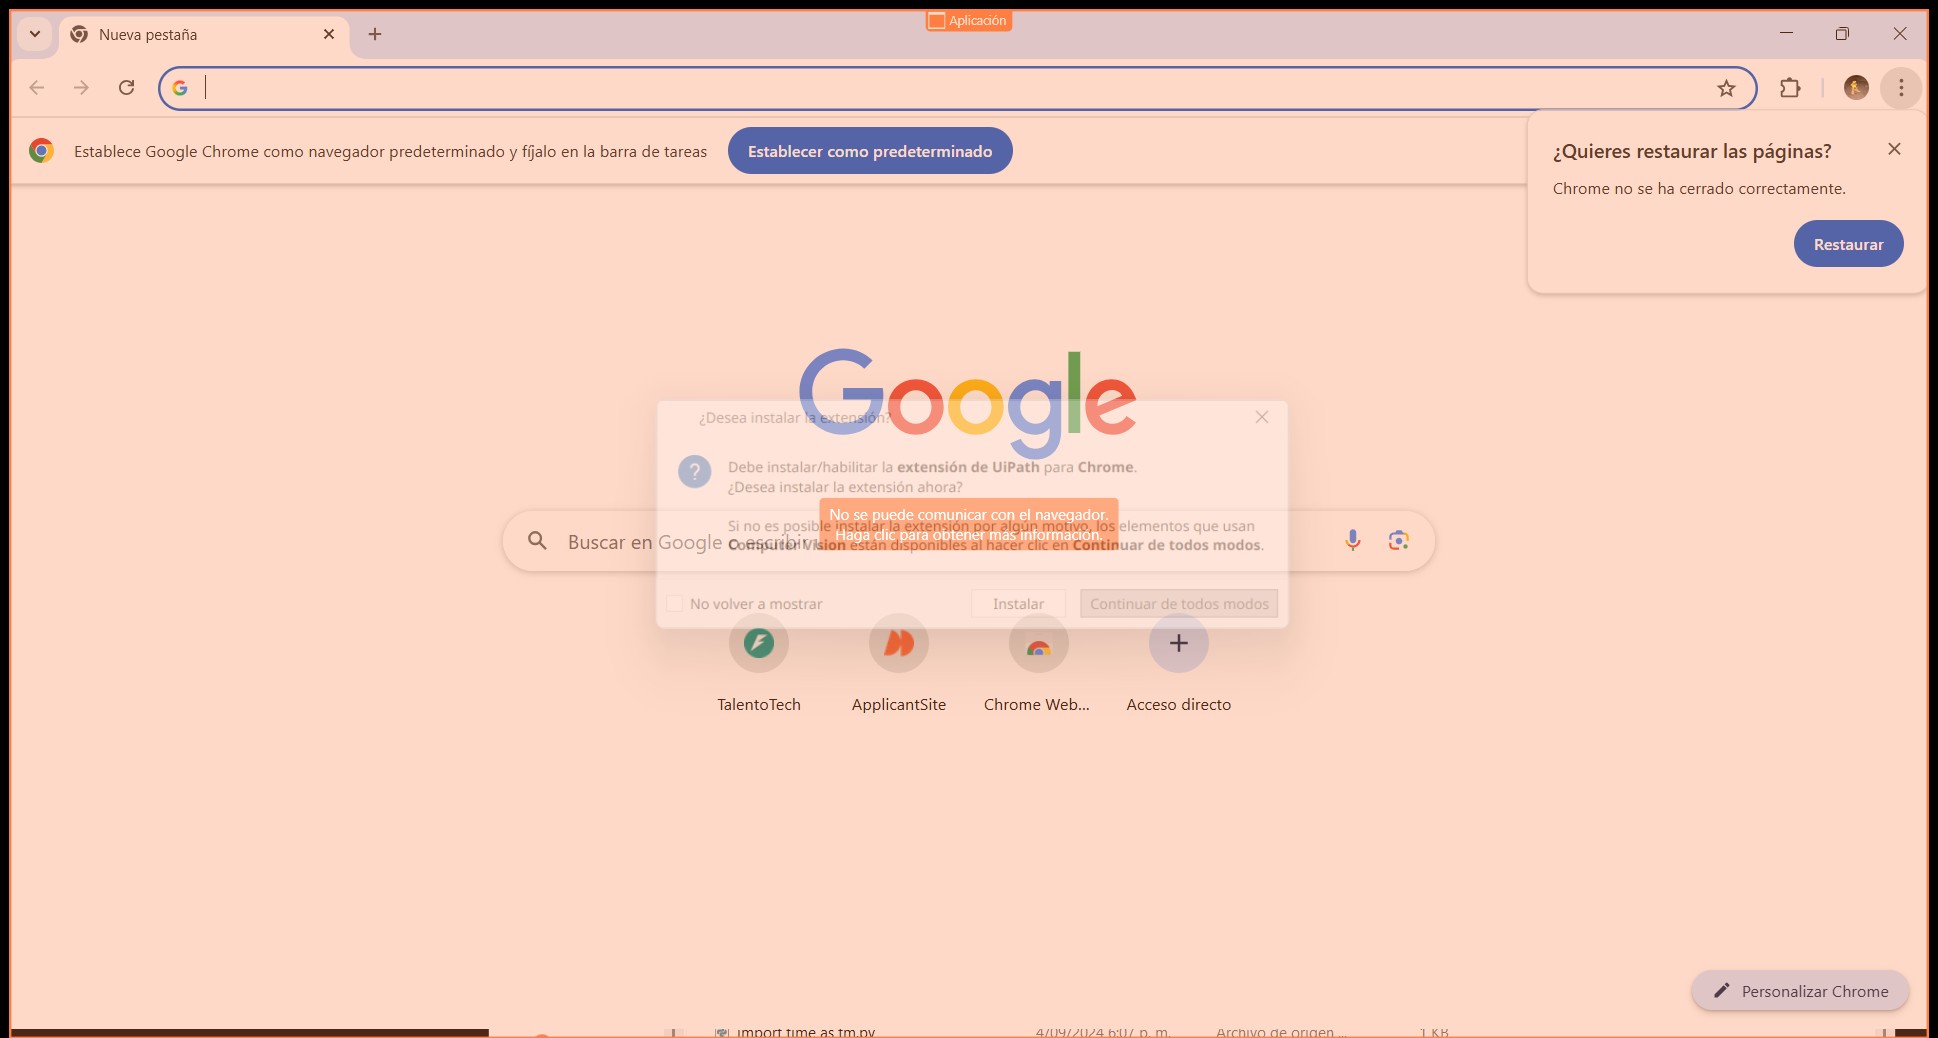 Aplicación
Nueva pestaña
Establece Google Chrome como navegador predeterminado y fíjalo en la barra de tareas
Establecer como predeterminado
¿Quieres restaurar las páginas?
Chrome no se ha cerrado correctamente.
Restaurar
Google
¿Desea instalar la extensión?
Debe instalar/habilitar la extensión de UiPath para Chrome.
¿Desea instalar la extensión ahora?
No se puede comunicar con el navegador.
Haga clic para obtener más información.
Si no es posible instalar la extensión por algún motivo, los elementos que usan
Computer Vision están disponibles al hacer clic en Continuar de todos modos.
Buscar en Google o escribir
No volver a mostrar
Instalar
Continuar de todos modos
TalentoTech
ApplicantSite
Chrome Web...
Acceso directo
Personalizar Chrome
import time as tm.py
4/09/2024 6:07 p. m.
Archivo de origen ...
1 KB